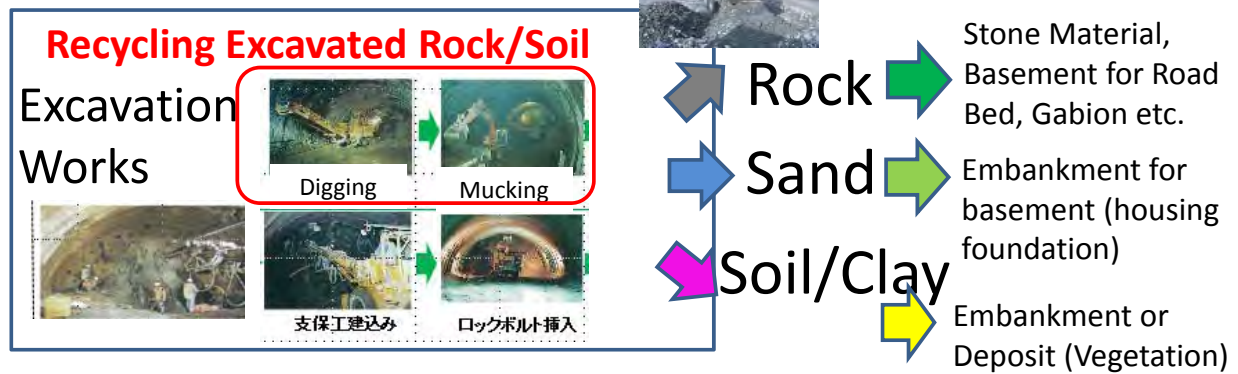 Recycling Excavated Rock/Soil
Excavation
Works
Digging
Mucking
支保工建込み
ロックボルト挿入
Rock
Stone Material,
Basement for Road
Bed, Gabion etc.
Sand
Embankment for
basement (housing
foundation)
Soil/Clay
Embankment or
Deposit (Vegetation)